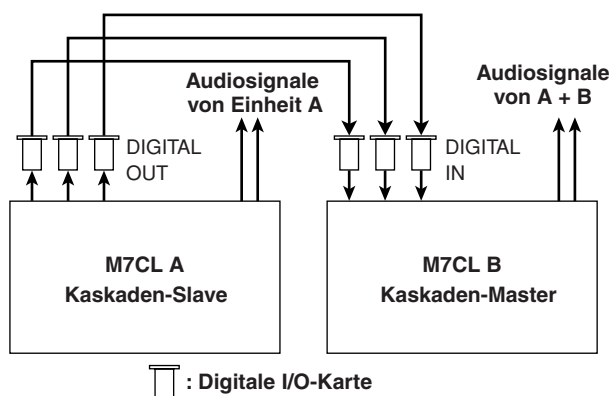 Audiosignale
von Einheit A
Audiosignale
von A + B
DIGITAL
OUT
DIGITAL
IN
M7CL A
Kaskaden-Slave
M7CL B
Kaskaden-Master
: Digitale I/O-Karte